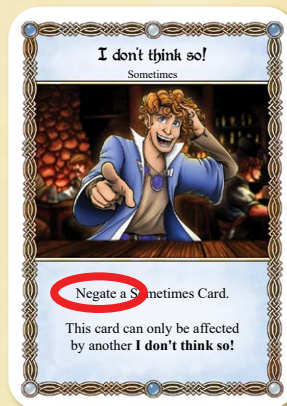 I don't think so!
Sometimes
Negate a Sometimes Card.
This card can only be affected
by another I don't think so!